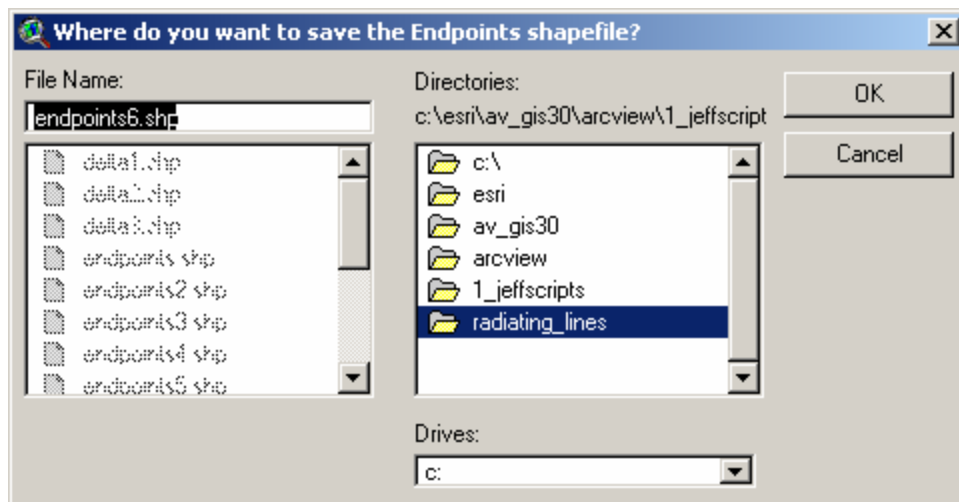 Where do you want to save the Endpoints shapefile?
File Name:
endpoints6.shp
delta1.shp
delta2.shp
delta3.shp
endpoints.shp
endpoints2.shp
endpoints3.shp
endpoints4.shp
endpoints5.shp
Directories:
c:\esri\av_gis30\arcview\1_jeffscript
c:\
esri
av_gis30
arcview
1_jeffscripts
radiating_lines
Drives:
c:
OK
Cancel